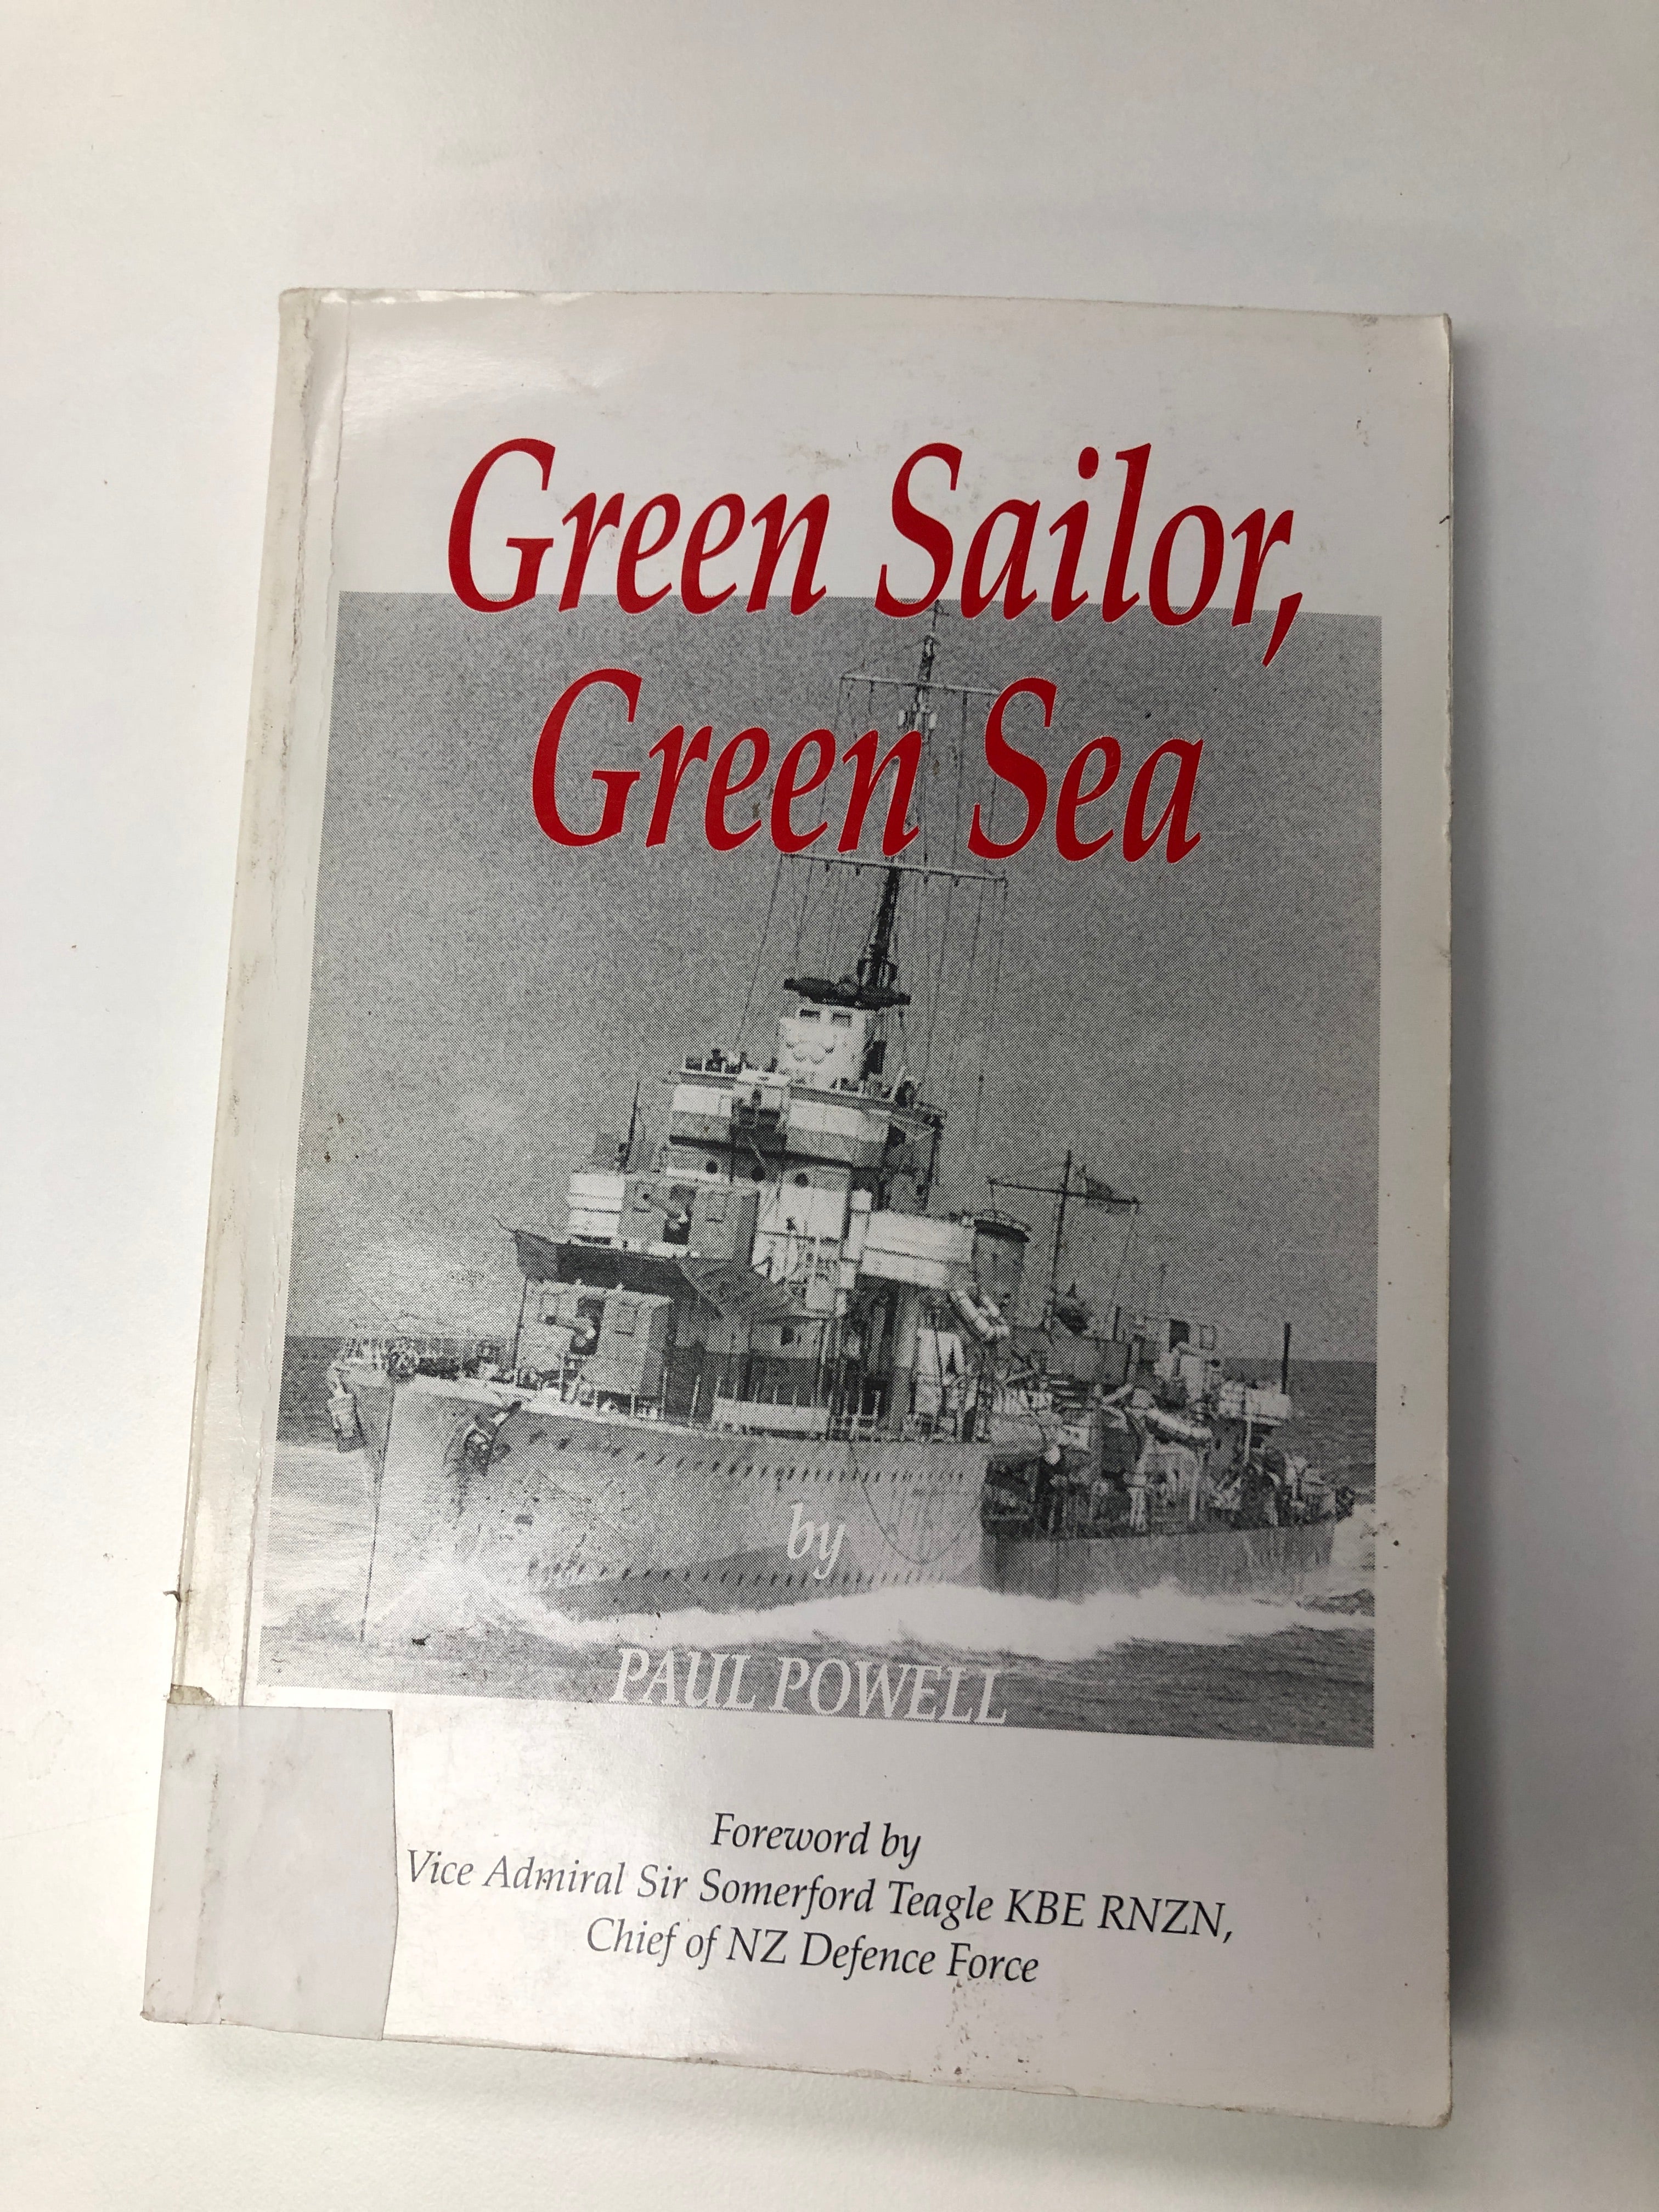 Green Sailor,
Green Sea
by
PAUL POWELL
Foreword by
Vice Admiral Sir Somerford Teagle KBE RNZN,
Chief of NZ Defence Force